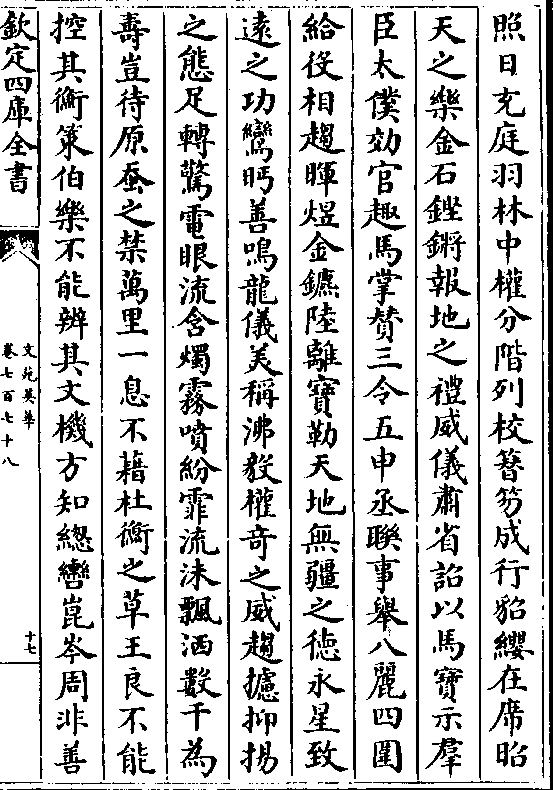 照日充庭羽林中權分階列校簪笏成行貂纓在席昭
天之樂金石鏗鏘報地之禮威儀肅省詔以馬寶示羣
臣太僕効官趣馬掌賛三令五申丞聯事舉八麗四圉
給役相趨暉煜金鑣陸離寳勒天地無疆之徳永星致
逺之功鸞眄善鳴龍儀美稱沸毅權竒之威趨攄抑揚
之態足轉驚電眼流含燭霧噴紛霏流沬飄洒數千為
壽豈待原蚕之禁萬里一息不藉杜衡之草王良不能
控其銜策伯樂不能辨其文機方知緫轡崑岑周非善
欽定四庫全書
文苑英華
卷七百七十八
十七